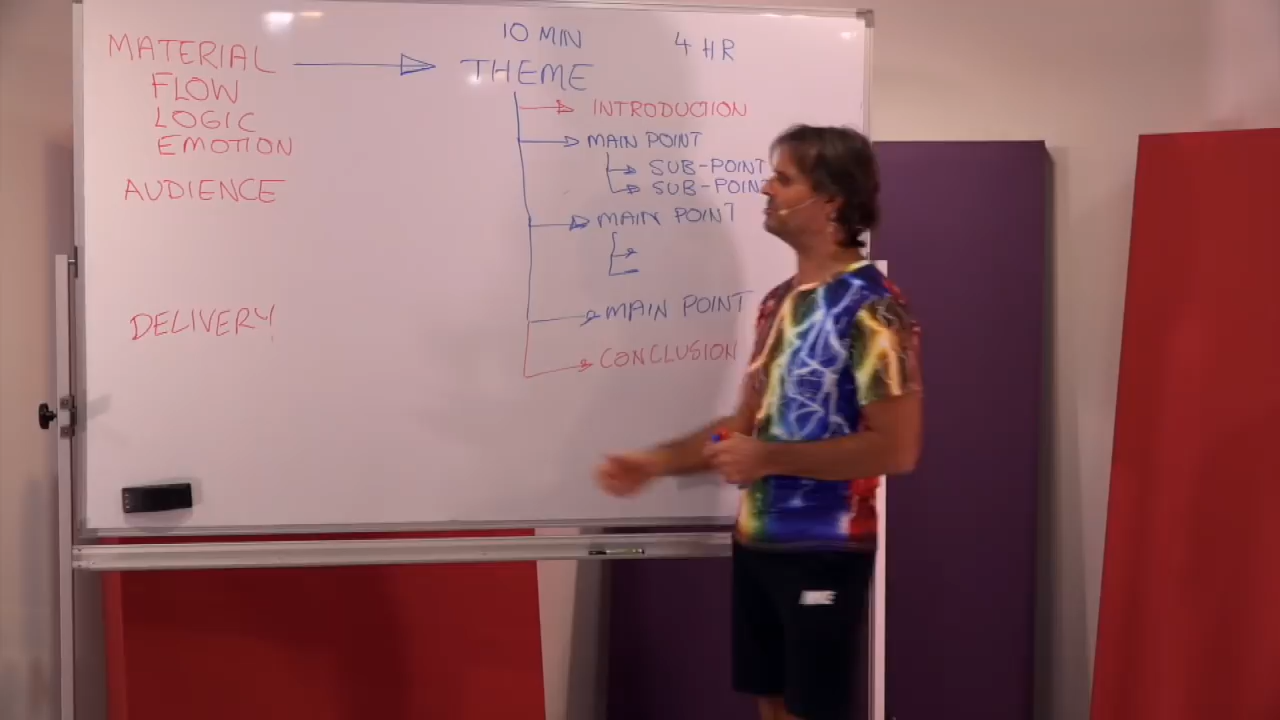 MATERIAL
FLOW
LOGIC
EMOTION
AUDIENCE
DELIVERY
10 MIN
4 HR
THEME
INTRODUCTION
MAIN POINT
SUB-POINT
SUB-POINT
MAIN POINT
MAIN POINT
CONCLUSION